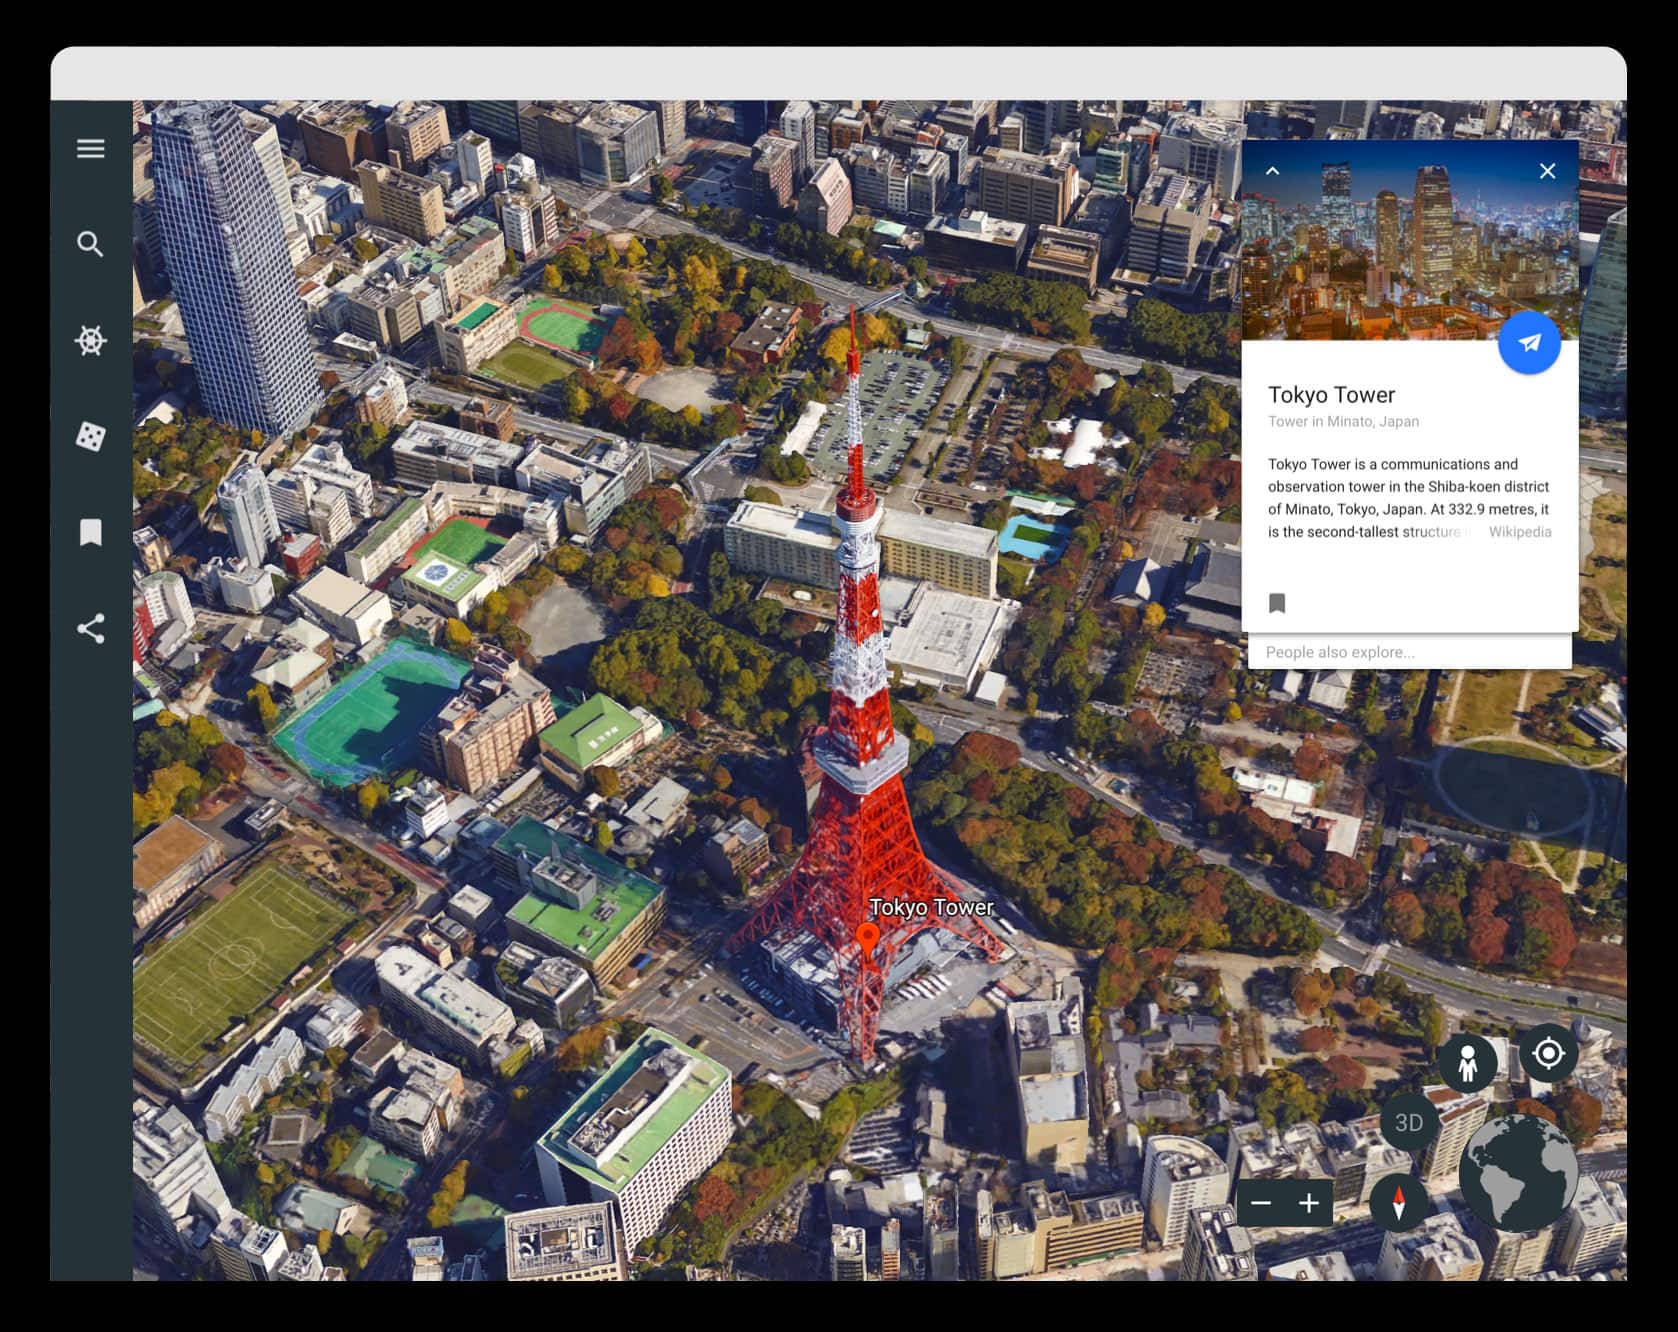 Tokyo Tower
Tower in Minato, Japan
Tokyo Tower is a communications and
observation tower in the Shiba-koen district
of Minato, Tokyo, Japan. At 332.9 metres, it
is the second-tallest structure
Wikipedia
People also explore...
Tokyo Tower
3D